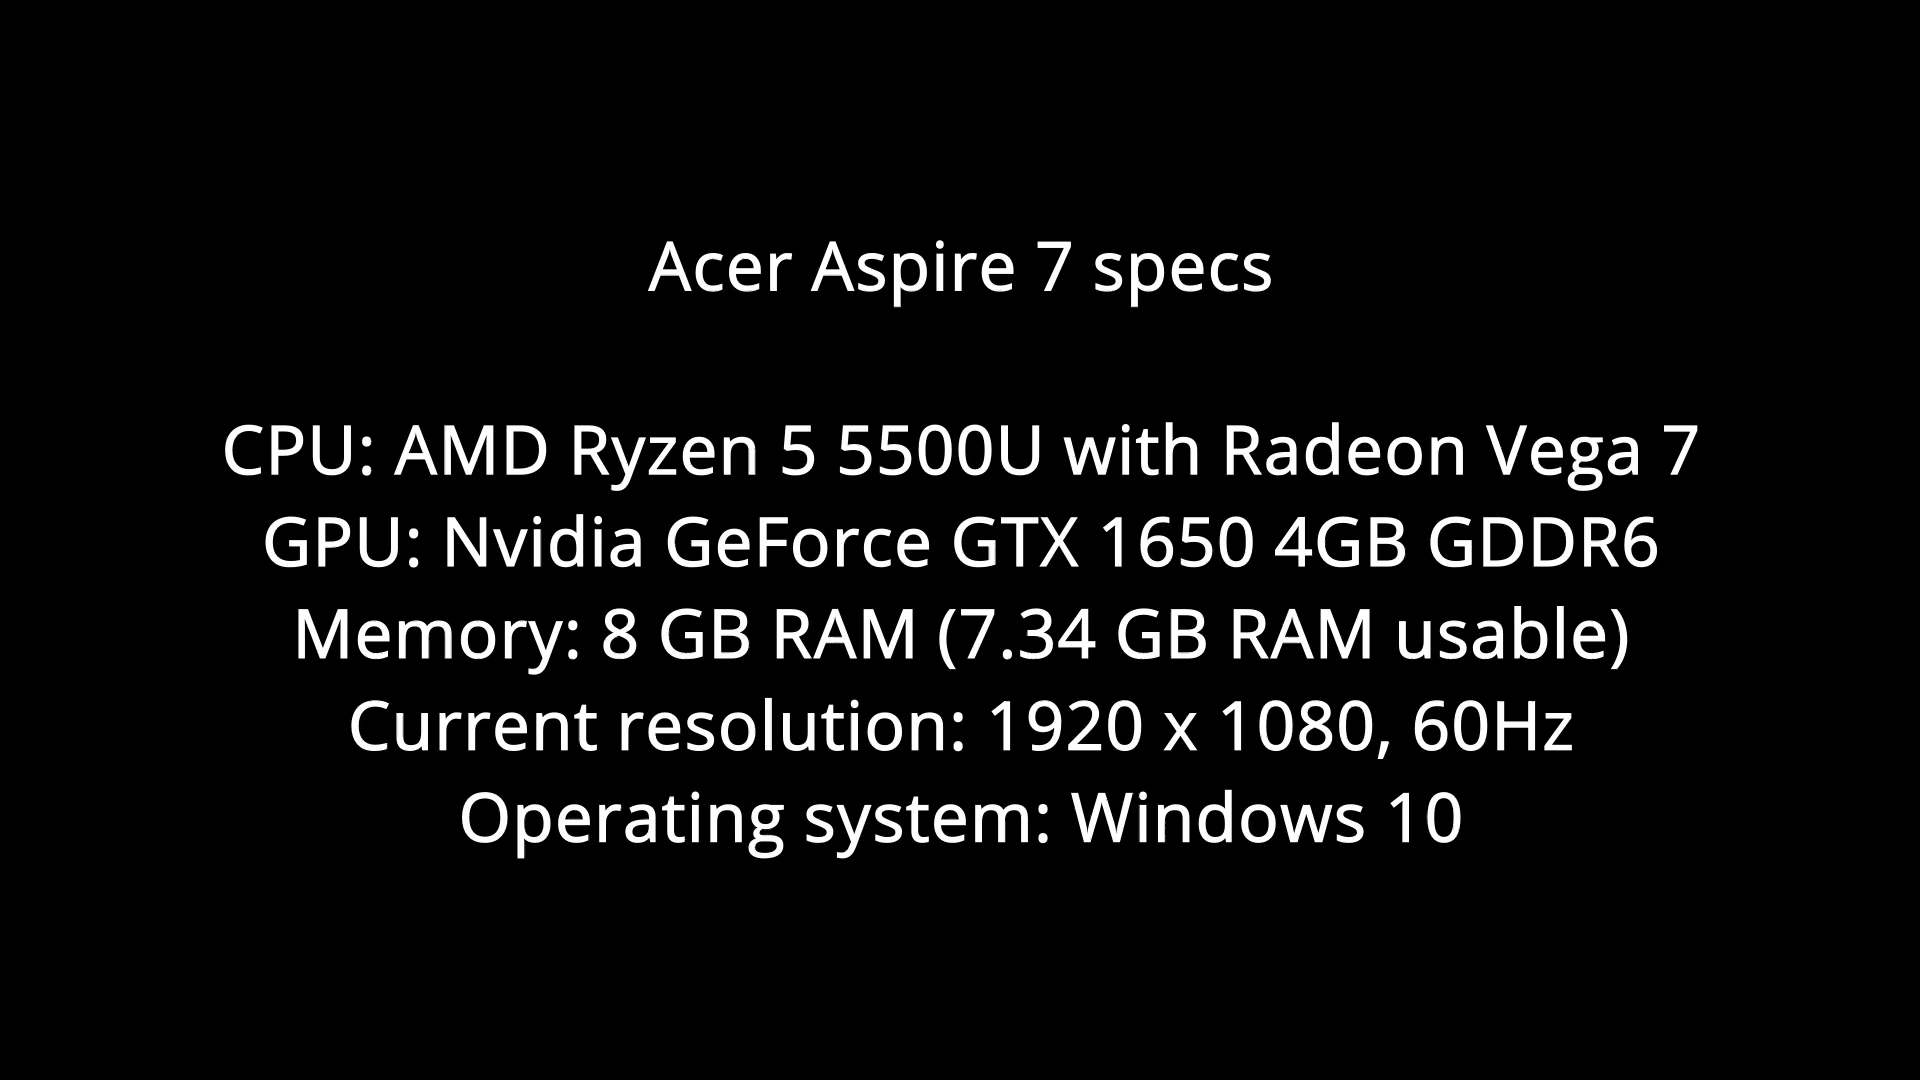 Acer Aspire 7 specs
CPU: AMD Ryzen 5 5500U with Radeon Vega 7
GPU: Nvidia GeForce GTX 1650 4GB GDDR6
Memory: 8 GB RAM (7.34 GB RAM usable)
Current resolution: 1920 x 1080, 60Hz
Operating system: Windows 10